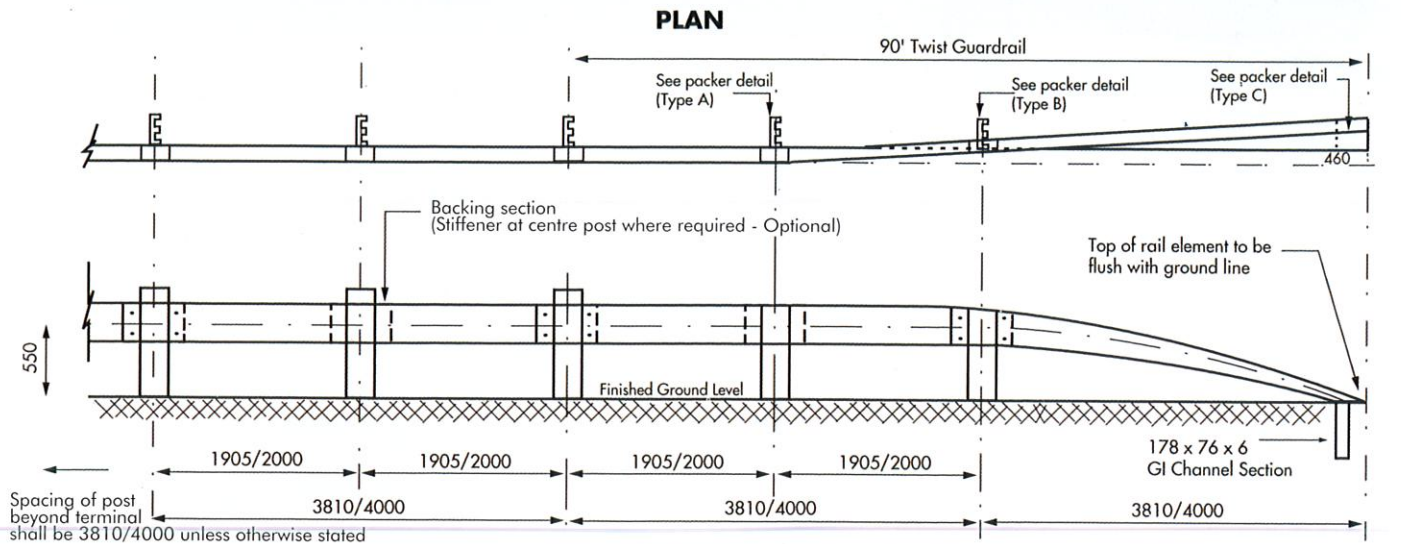 PLAN
90' Twist Guardrail
See packer detail
(Type A)
See packer detail
(Type B)
See packer detail
(Type C)
460
Backing section
(Stiffener at centre post where required - Optional)
Top of rail element to be
flush with ground line
550
Finished Ground Level
178 x 76 x 6
GI Channel Section
1905/2000
1905/2000
1905/2000
1905/2000
Spacing of post
beyond terminal
shall be 3810/4000 unless otherwise stated
3810/4000
3810/4000
3810/4000